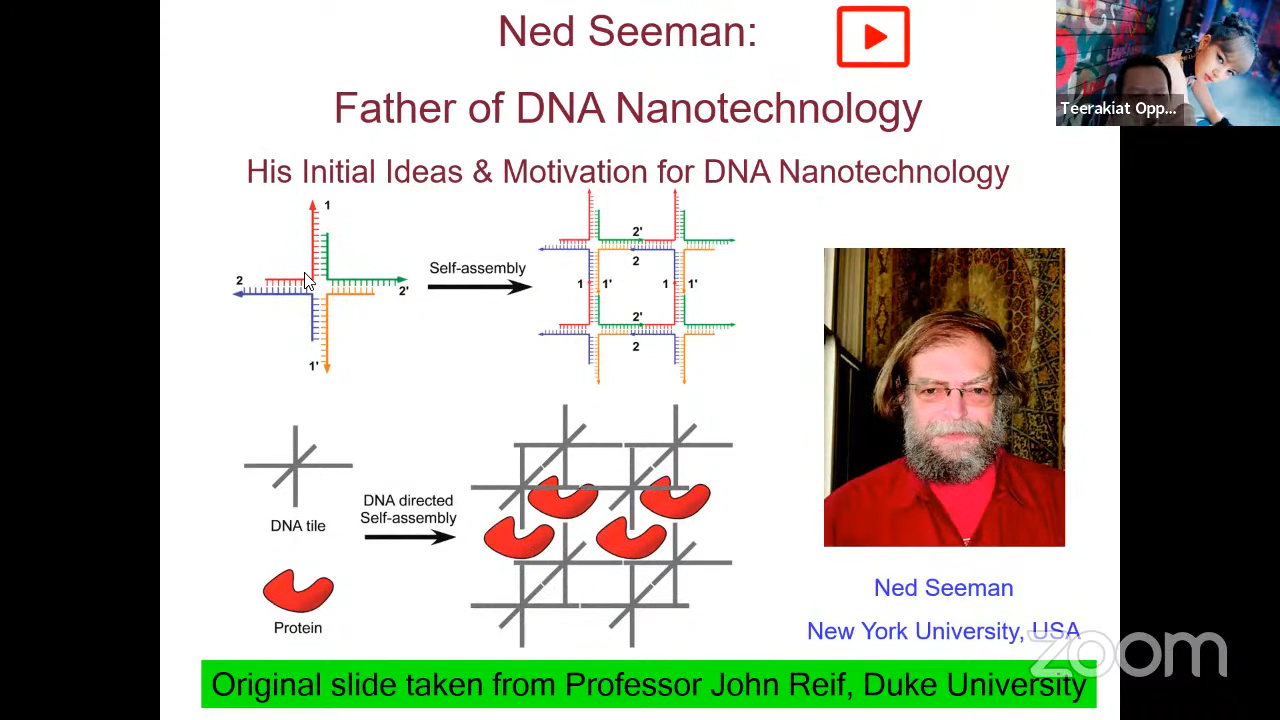 Ned Seeman:
Father of DNA Nanotechnology
His Initial Ideas & Motivation for DNA Nanotechnology
Teerakiat Opp...
1
2
2'
1'
Self-assembly
2'
2
1
1'
1
1'
2'
2
DNA tile
DNA directed
Self-assembly
Protein
Ned Seeman
New York University, USA
zoom
Original slide taken from Professor John Reif, Duke University